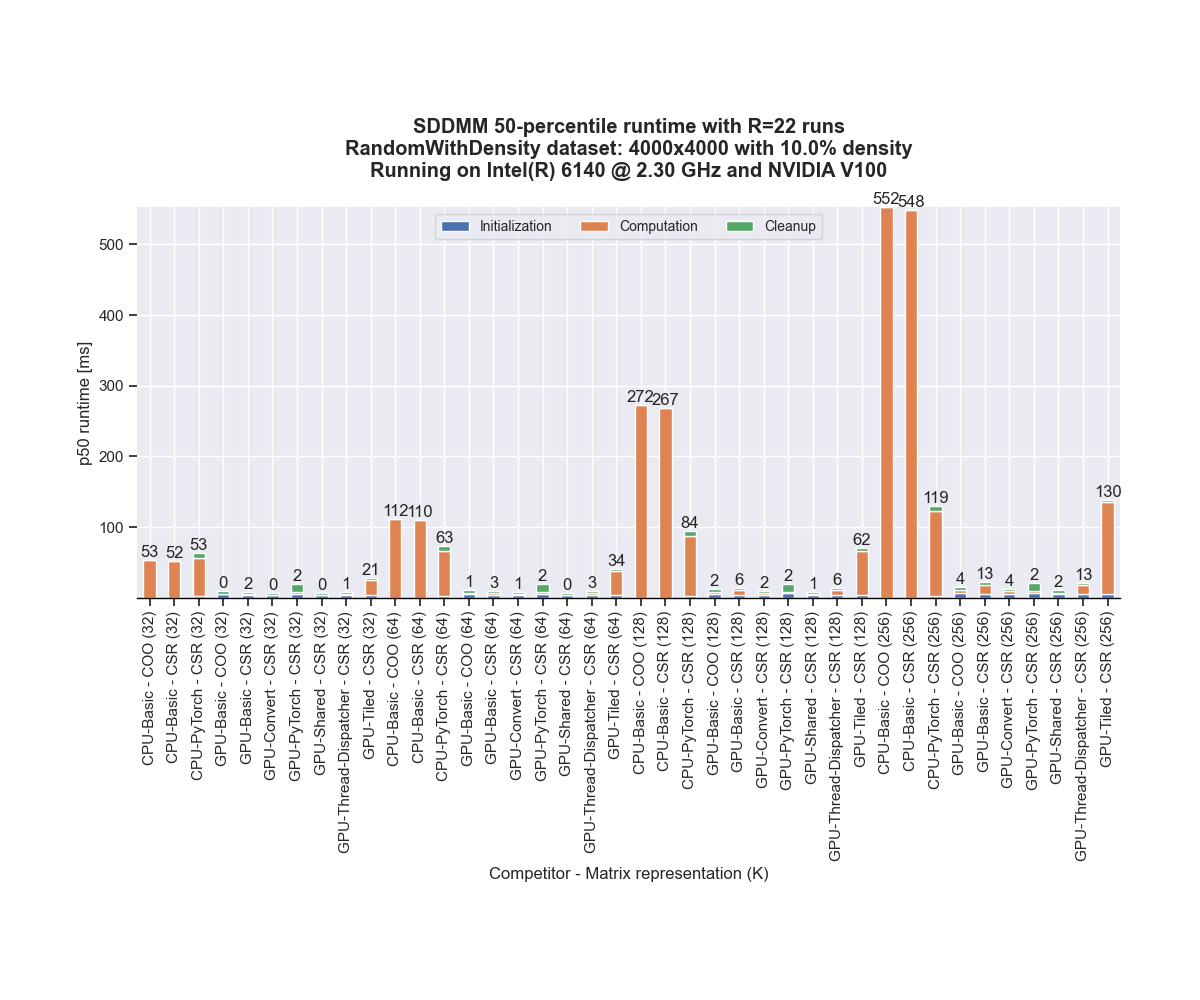 SDDMM 50-percentile runtime with R=22 runs
RandomWithDensity dataset: 4000x4000 with 10.0% density
Running on Intel(R) 6140 @ 2.30 GHz and NVIDIA V100
Initialization
Computation
Cleanup
p50 runtime [ms]
500
400
300
200
100
53
52
53
0
2
0
2
0
1
21
112
110
63
1
3
1
2
0
3
34
272
267
84
2
6
2
2
1
6
62
552
548
119
4
13
4
2
2
13
130
CPU-Basic - COO (32)
CPU-Basic - CSR (32)
CPU-PyTorch - CSR (32)
GPU-Basic - COO (32)
GPU-Basic - CSR (32)
GPU-Convert - CSR (32)
GPU-PyTorch - CSR (32)
GPU-Shared - CSR (32)
GPU-Thread-Dispatcher - CSR (32)
GPU-Tiled - CSR (32)
CPU-Basic - COO (64)
CPU-Basic - CSR (64)
CPU-PyTorch - CSR (64)
GPU-Basic - COO (64)
GPU-Basic - CSR (64)
GPU-Convert - CSR (64)
GPU-PyTorch - CSR (64)
GPU-Shared - CSR (64)
GPU-Thread-Dispatcher - CSR (64)
GPU-Tiled - CSR (64)
CPU-Basic - COO (128)
CPU-Basic - CSR (128)
CPU-PyTorch - CSR (128)
GPU-Basic - COO (128)
GPU-Basic - CSR (128)
GPU-Convert - CSR (128)
GPU-PyTorch - CSR (128)
GPU-Shared - CSR (128)
GPU-Thread-Dispatcher - CSR (128)
GPU-Tiled - CSR (128)
CPU-Basic - COO (256)
CPU-Basic - CSR (256)
CPU-PyTorch - CSR (256)
GPU-Basic - COO (256)
GPU-Basic - CSR (256)
GPU-Convert - CSR (256)
GPU-PyTorch - CSR (256)
GPU-Shared - CSR (256)
GPU-Thread-Dispatcher - CSR (256)
GPU-Tiled - CSR (256)
Competitor - Matrix representation (K)